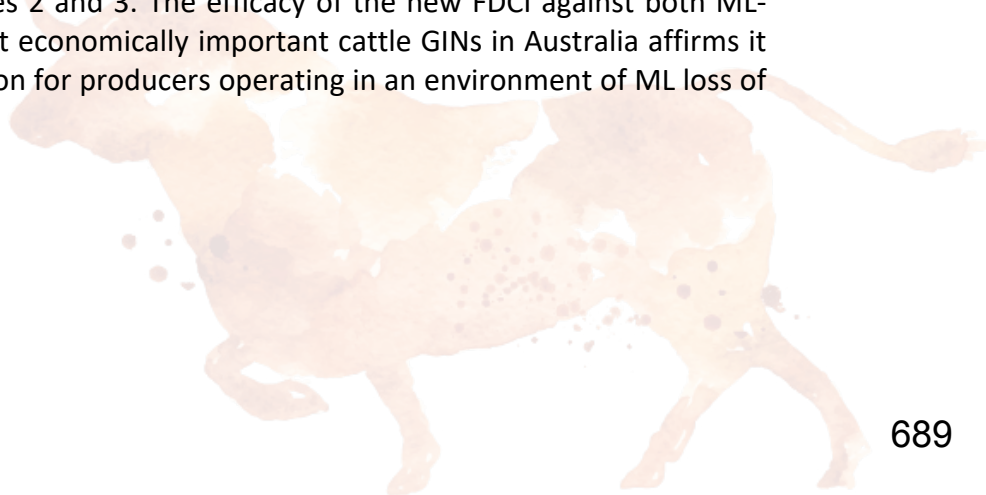 es 2 and 3. The efficacy of the new FDCI against both ML-
t economically important cattle GINs in Australia affirms it
on for producers operating in an environment of ML loss of
689